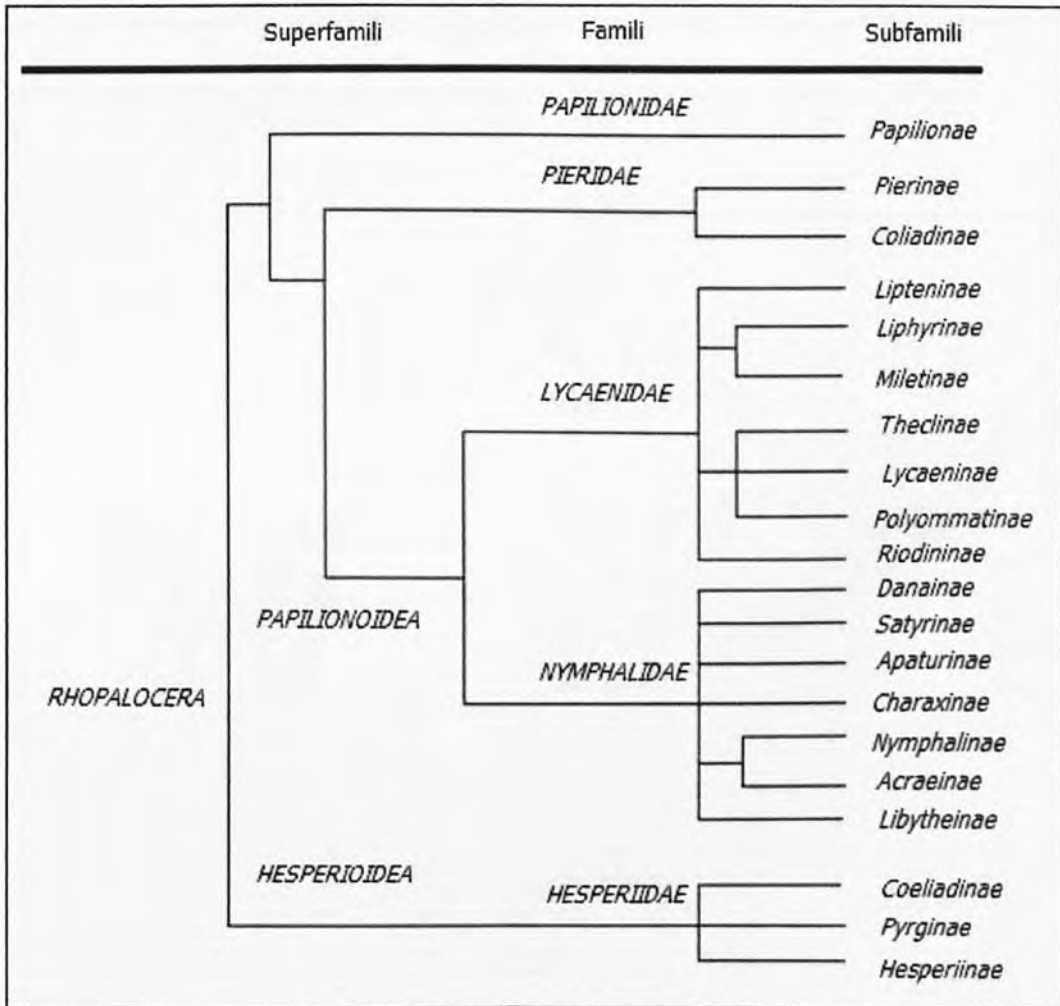 Superfamili Famili Subfamili
PAPILIONIDAE
Papilionae
PIERIDAE
Pierinae
Coliadinae
Lipteninae
Liphyrinae
LYCAENIDAE
Miletinae
Theclinae
Lycaeninae
Polyommatinae
Riodininae
Danainae
PAPILIONOIDEA
Satyrinae
NYMPHALIDAE
Apaturinae
RHOPALOCERA
Charaxinae
Nymphalinae
Acraeinae
Libytheinae
HESPERIOIDEA
HESPERIIDAE
Coeliadinae
Pyrginae
Hesperiinae